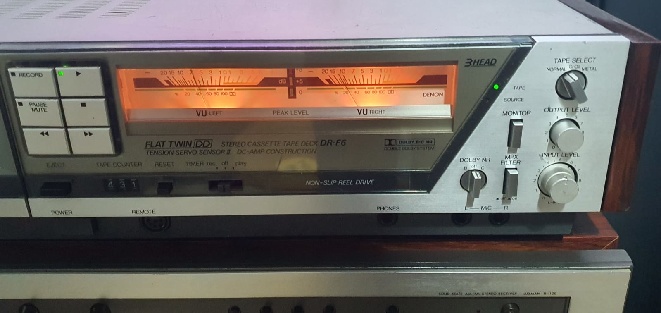 RECORD
PAUSE
MUTE
EJECT
TAPE COUNTER
RESET
POWER
REMOTE
VU LEFT
PEAK LEVEL
VU RIGHT
DENON
FLAT TWIN DD STEREO CASSETTE TAPE DECK DR-F6
TENSION SERVO SENSOR DC-AMP CONSTRUCTION
NON-SLIP REEL DRIVE
PHONES
3HEAD
TAPE
SOURCE
MONITOR
TAPE SELECT
NORMAL
METAL
OUTPUT LEVEL
INPUT LEVEL
DOLBY NR
MPX
FILTER
L MIC R